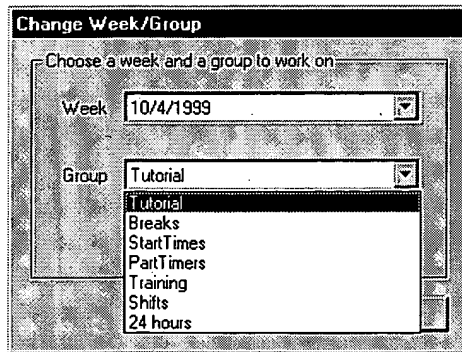 Change Week/Group
Choose a week and a group to work on
Week 10/4/1999
Group Tutorial
Tutorial
Breaks
StartTimes
PartTimers
Training
Shifts
24 hours